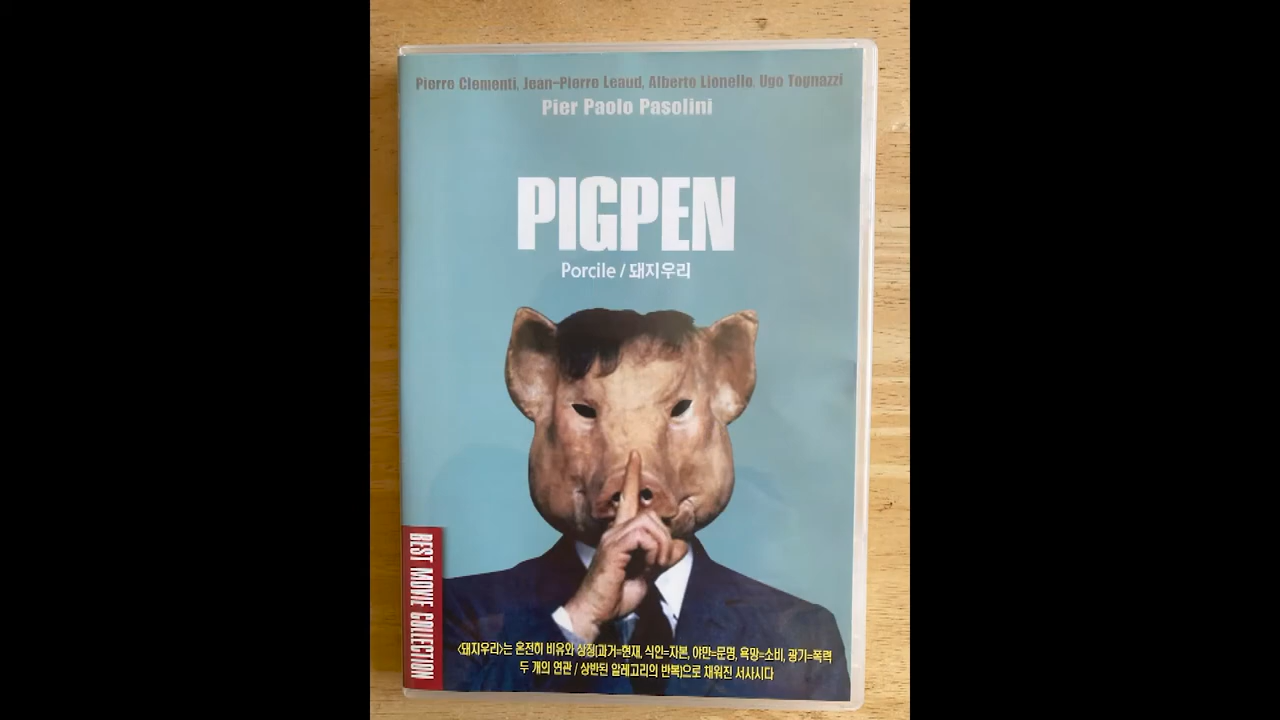 Pierre Clementi, Jean-Pierre Leaud, Alberto Lionello, Ugo Tognazzi
Pier Paolo Pasolini
PIGPEN
Porcile / 돼지우리
BEST MOVIE COLLECTION
<돼지우리>는 온전히 비유와 상징(과거=현재, 식인=자본, 야만=문명, 욕망=소비, 광기=폭력
두 개의 연관 / 상반된 알레고리의 반복)으로 채워진 서사시다